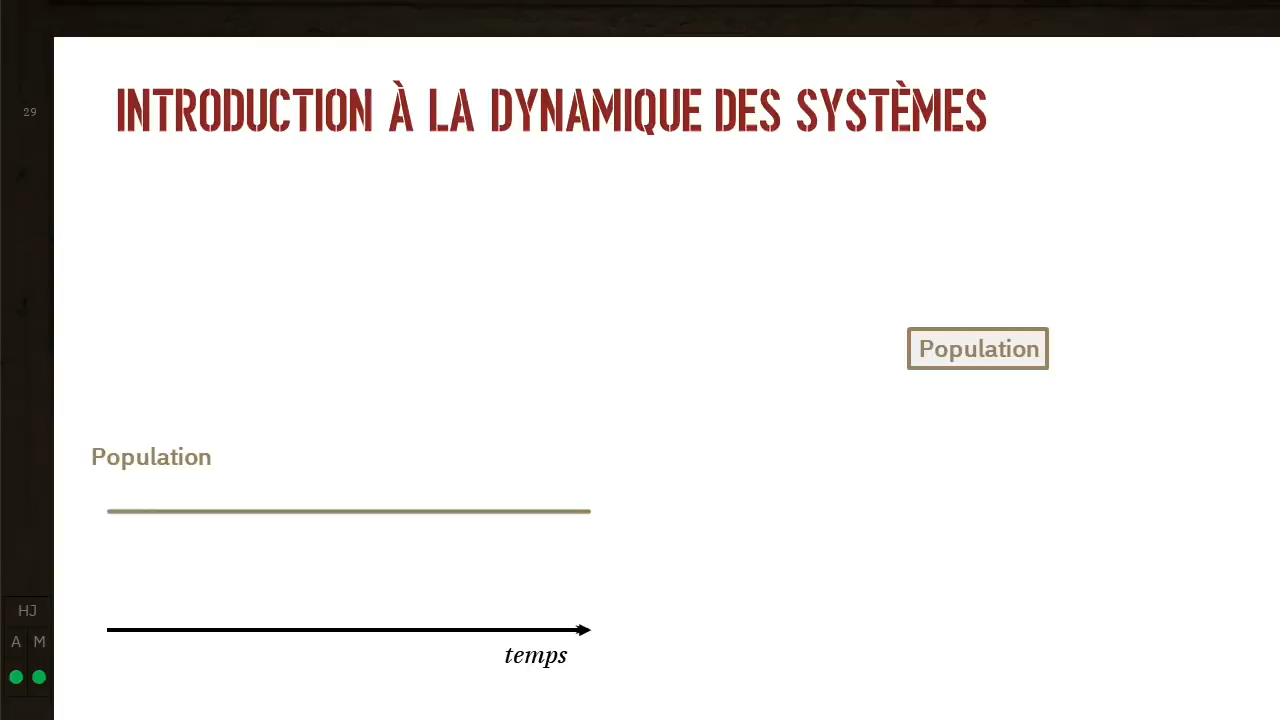 INTRODUCTION À LA DYNAMIQUE DES SYSTÈMES
29
Population
Population
temps
HJ
A M